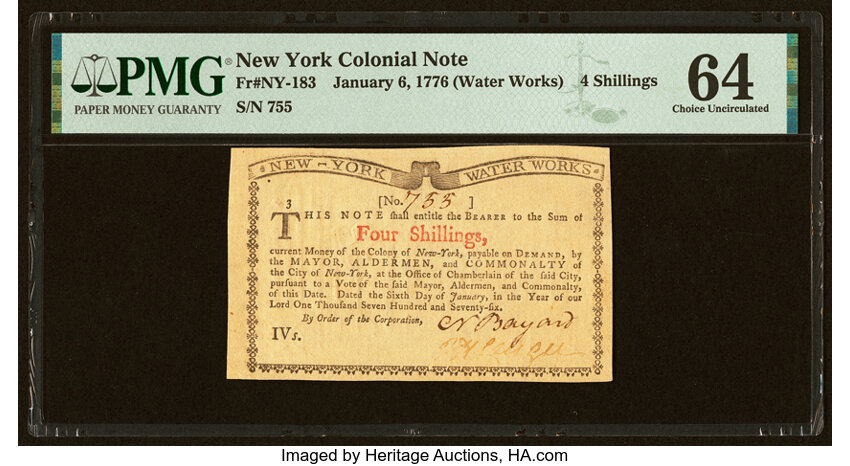 PMG®
PAPER MONEY GUARANTY
New York Colonial Note
Fr#NY-183 January 6, 1776 (Water Works) 4 Shillings
S/N 755
64
Choice Uncirculated
NEW-YORK WATER WORKS
[No. 755 ]
3
THIS NOTE ſhall entitle the BEARER to the Sum of
Four Shillings,
current Money of the Colony of New-York, payable on DEMAND, by
the MAYOR, ALDERMEN, and COMMONALTY of
the City of New-York, at the Office of Chamberlain of the ſaid City,
purſuant to a Vote of the ſaid Mayor, Aldermen, and Commonalty,
of this Date. Dated the Sixth Day of January, in the Year of our
Lord One Thouſand Seven Hundred and Seventy-ſix.
By Order of the Corporation,
N Bayard
IVs.
Imaged by Heritage Auctions, HA.com